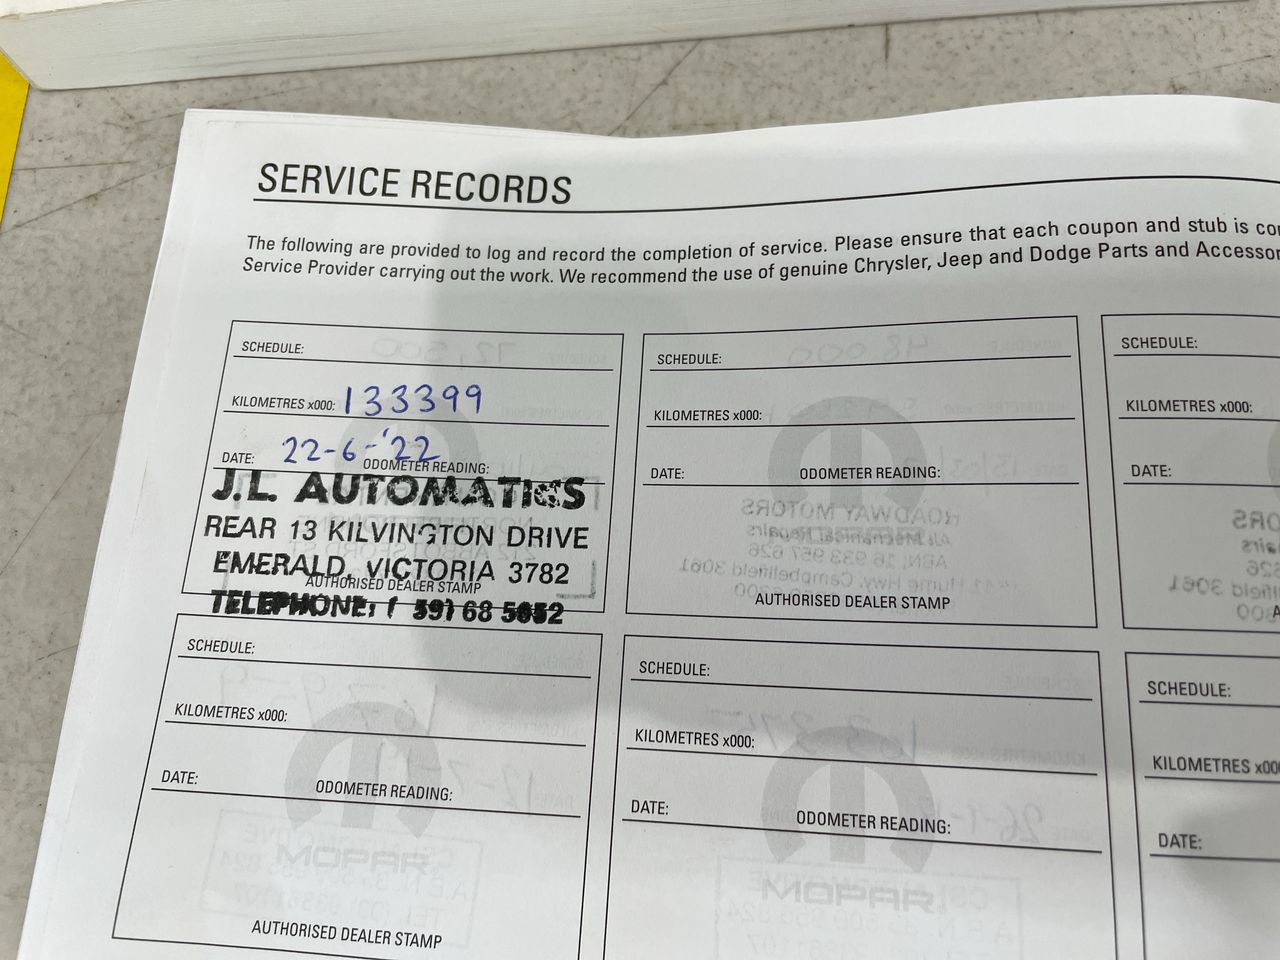 SERVICE RECORDS
The following are provided to log and record the completion of service. Please ensure that each coupon and stub is
Service Provider carrying out the work. We recommend the use of genuine Chrysler, Jeep and Dodge Parts and
SCHEDULE:
KILOMETRES x000: 133399
DATE: 22-6-'22
ODOMETER READING:
J.L. AUTOMATICS
REAR 13 KILVINGTON DRIVE
EMERALD, VICTORIA 3782
AUTHORISED DEALER STAMP
TELEPHONE: ( 59) 68
SCHEDULE:
KILOMETRES x000:
DATE: ODOMETER READING:
AUTHORISED DEALER STAMP
SCHEDULE:
KILOMETRES x000:
DATE:
SCHEDULE:
KILOMETRES x000:
DATE: ODOMETER READING:
MOPAR
AUTHORISED DEALER STAMP
SCHEDULE:
KILOMETRES x000:
DATE: ODOMETER READING:
MOPAR
SCHEDULE:
KILOMETRES x000:
DATE: